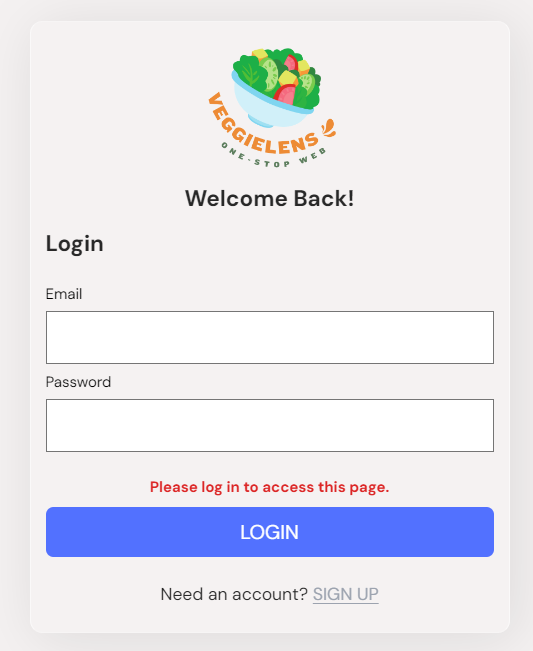 VEGGIELENS
ONE-STOP WEB
Welcome Back!
Login
Email
Password
Please log in to access this page.
LOGIN
Need an account? SIGN UP